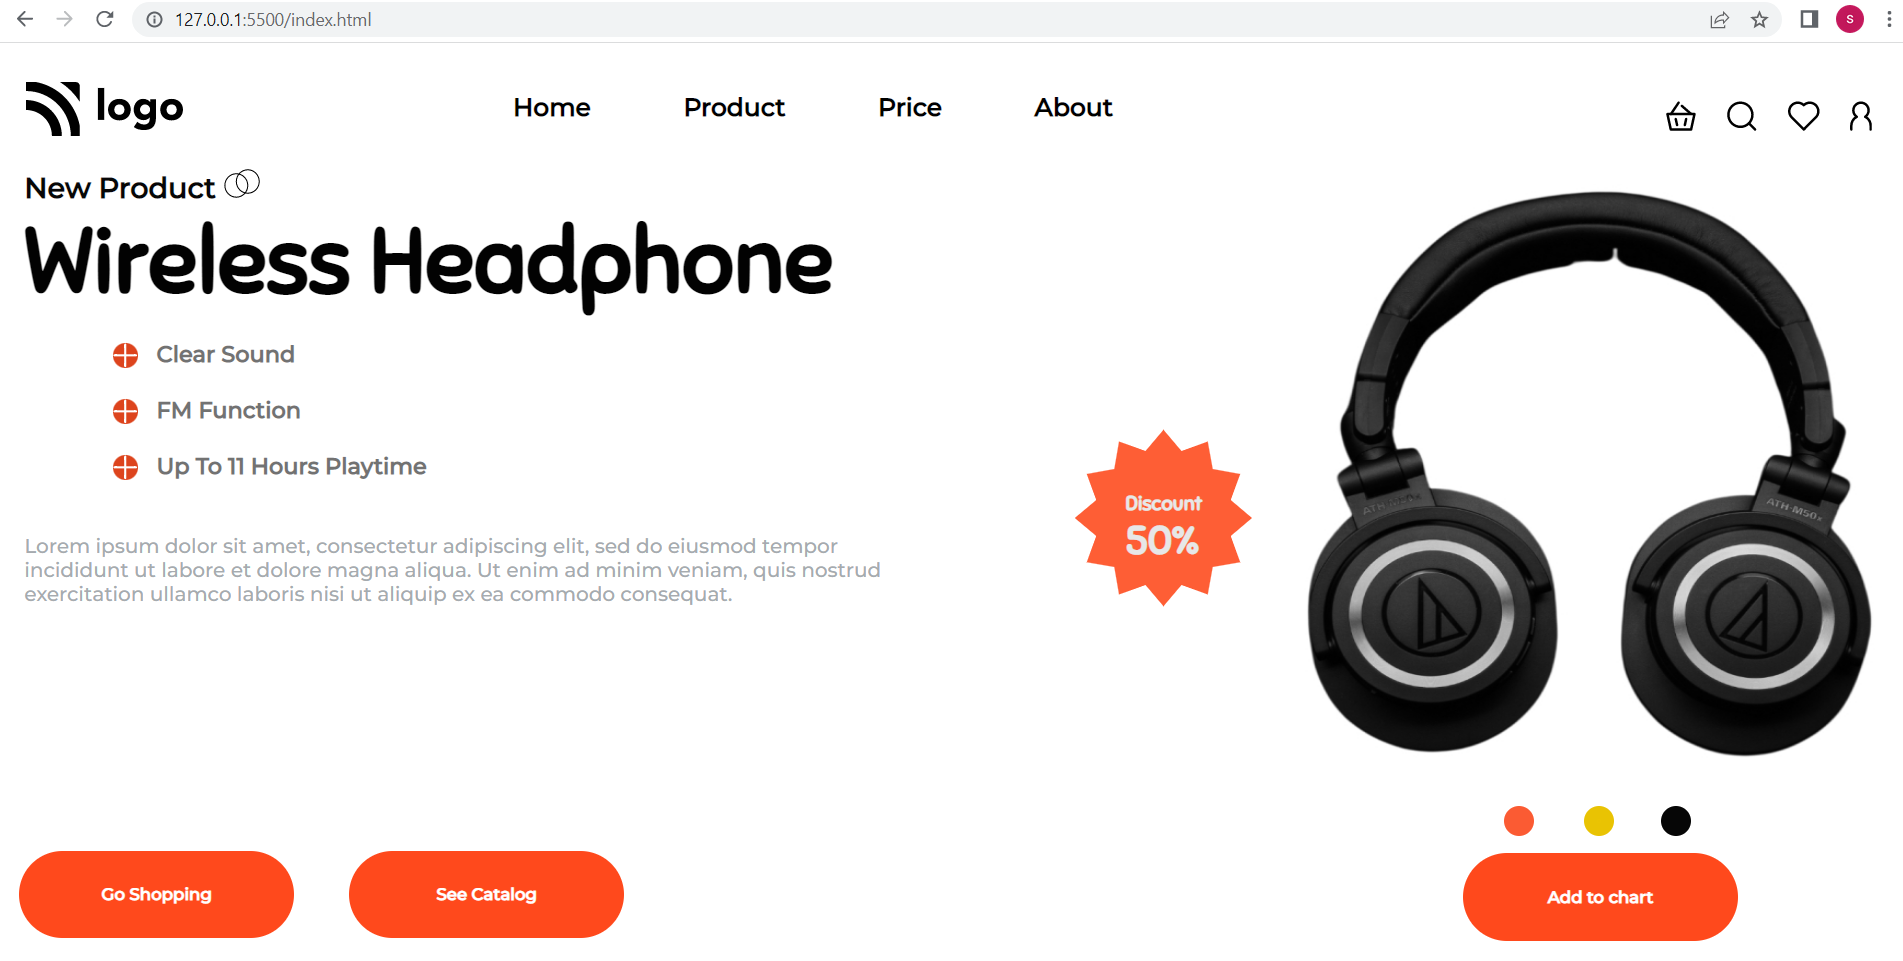 127.0.0.1:5500/index.html
S
logo
Home Product Price About
New Product
Wireless Headphone
Clear Sound
FM Function
Up To 11 Hours Playtime
Discount
50%
ATH-M50x
ATH-M50x
Lorem ipsum dolor sit amet, consectetur adipiscing elit, sed do eiusmod tempor
incididunt ut labore et dolore magna aliqua. Ut enim ad minim veniam, quis nostrud
exercitation ullamco laboris nisi ut aliquip ex ea commodo consequat.
Go Shopping
See Catalog
Add to chart